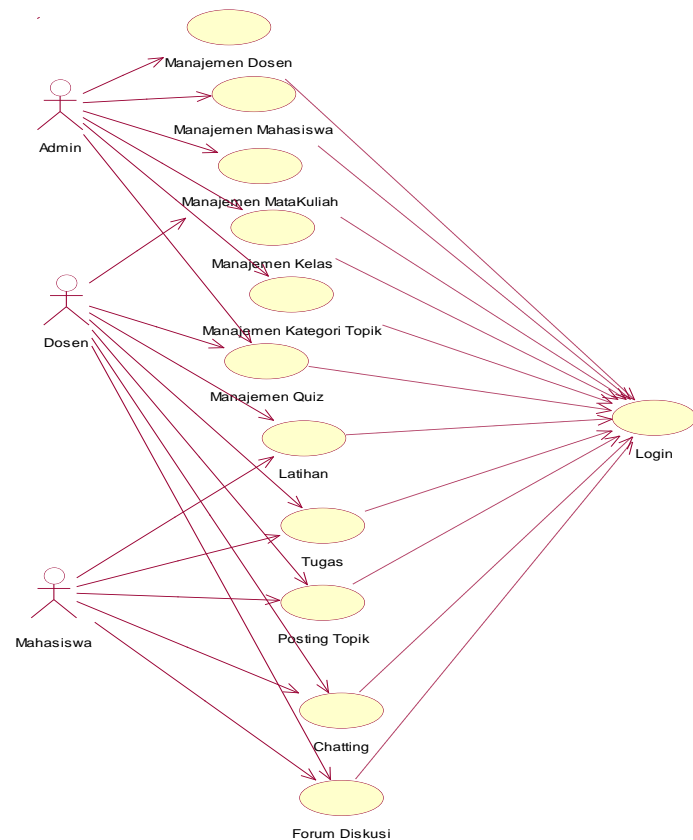 Manajemen Dosen
Manajemen Mahasiswa
Admin
Manajemen MataKuliah
Manajemen Kelas
Manajemen Kategori Topik
Dosen
Manajemen Quiz
Login
Latihan
Tugas
Mahasiswa
Posting Topik
Chatting
Forum Diskusi